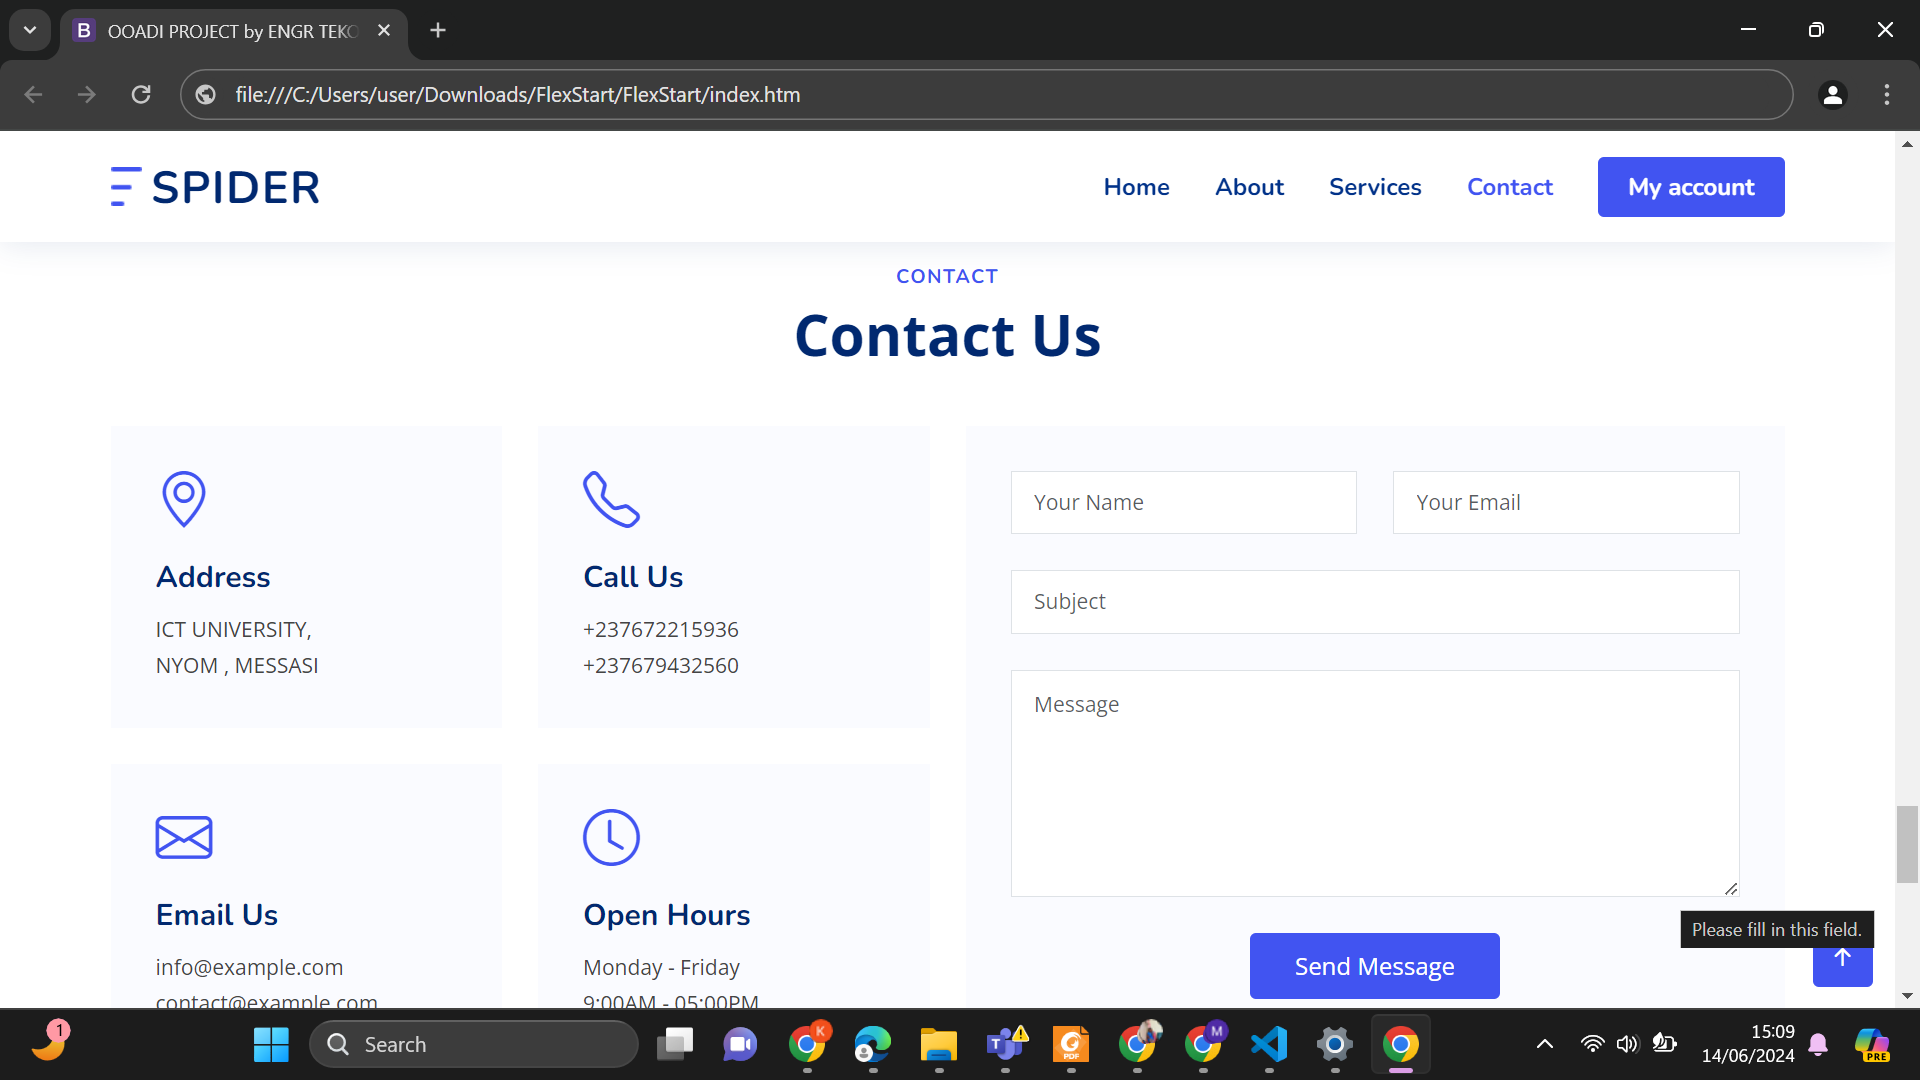 OOADI PROJECT by ENGR TEKO
file:///C:/Users/user/Downloads/FlexStart/FlexStart/index.htm
SPIDER
Home
About
Services
Contact
My account
CONTACT
Contact Us
Address
ICT UNIVERSITY,
NYOM , MESSASI
Call Us
+237672215936
+237679432560
Email Us
info@example.com
contact@example.com
Open Hours
Monday - Friday
9:00AM - 05:00PM
Your Name
Your Email
Subject
Message
Please fill in this field.
Send Message
1
Search
K
M
PDF
15:09
14/06/2024
PRE